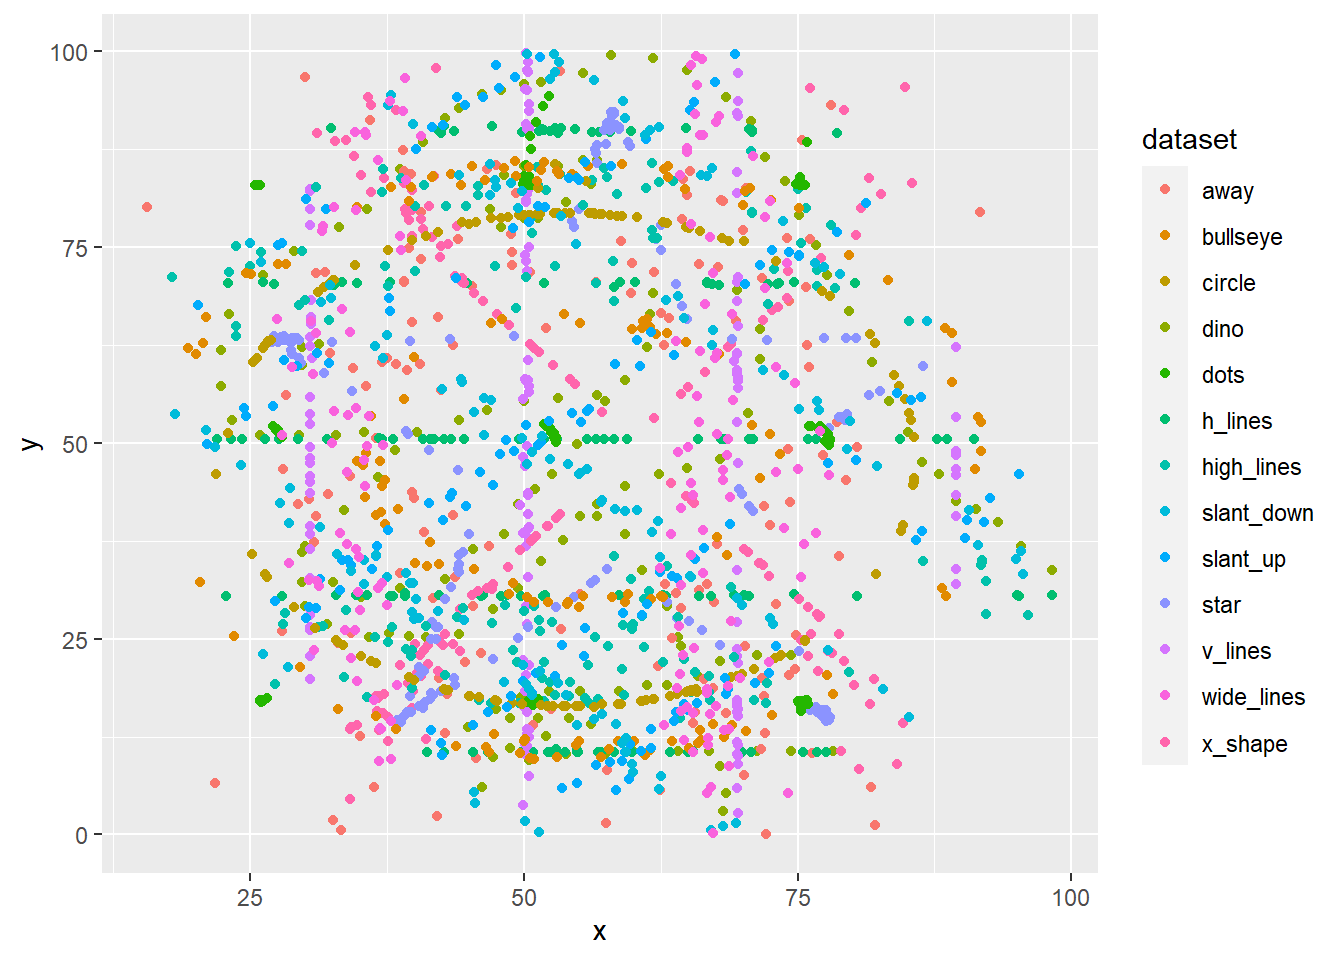 100
75
50
25
0
y
25 50 75 100
x
dataset
away
bullseye
circle
dino
dots
h_lines
high_lines
slant_down
slant_up
star
v_lines
wide_lines
x_shape